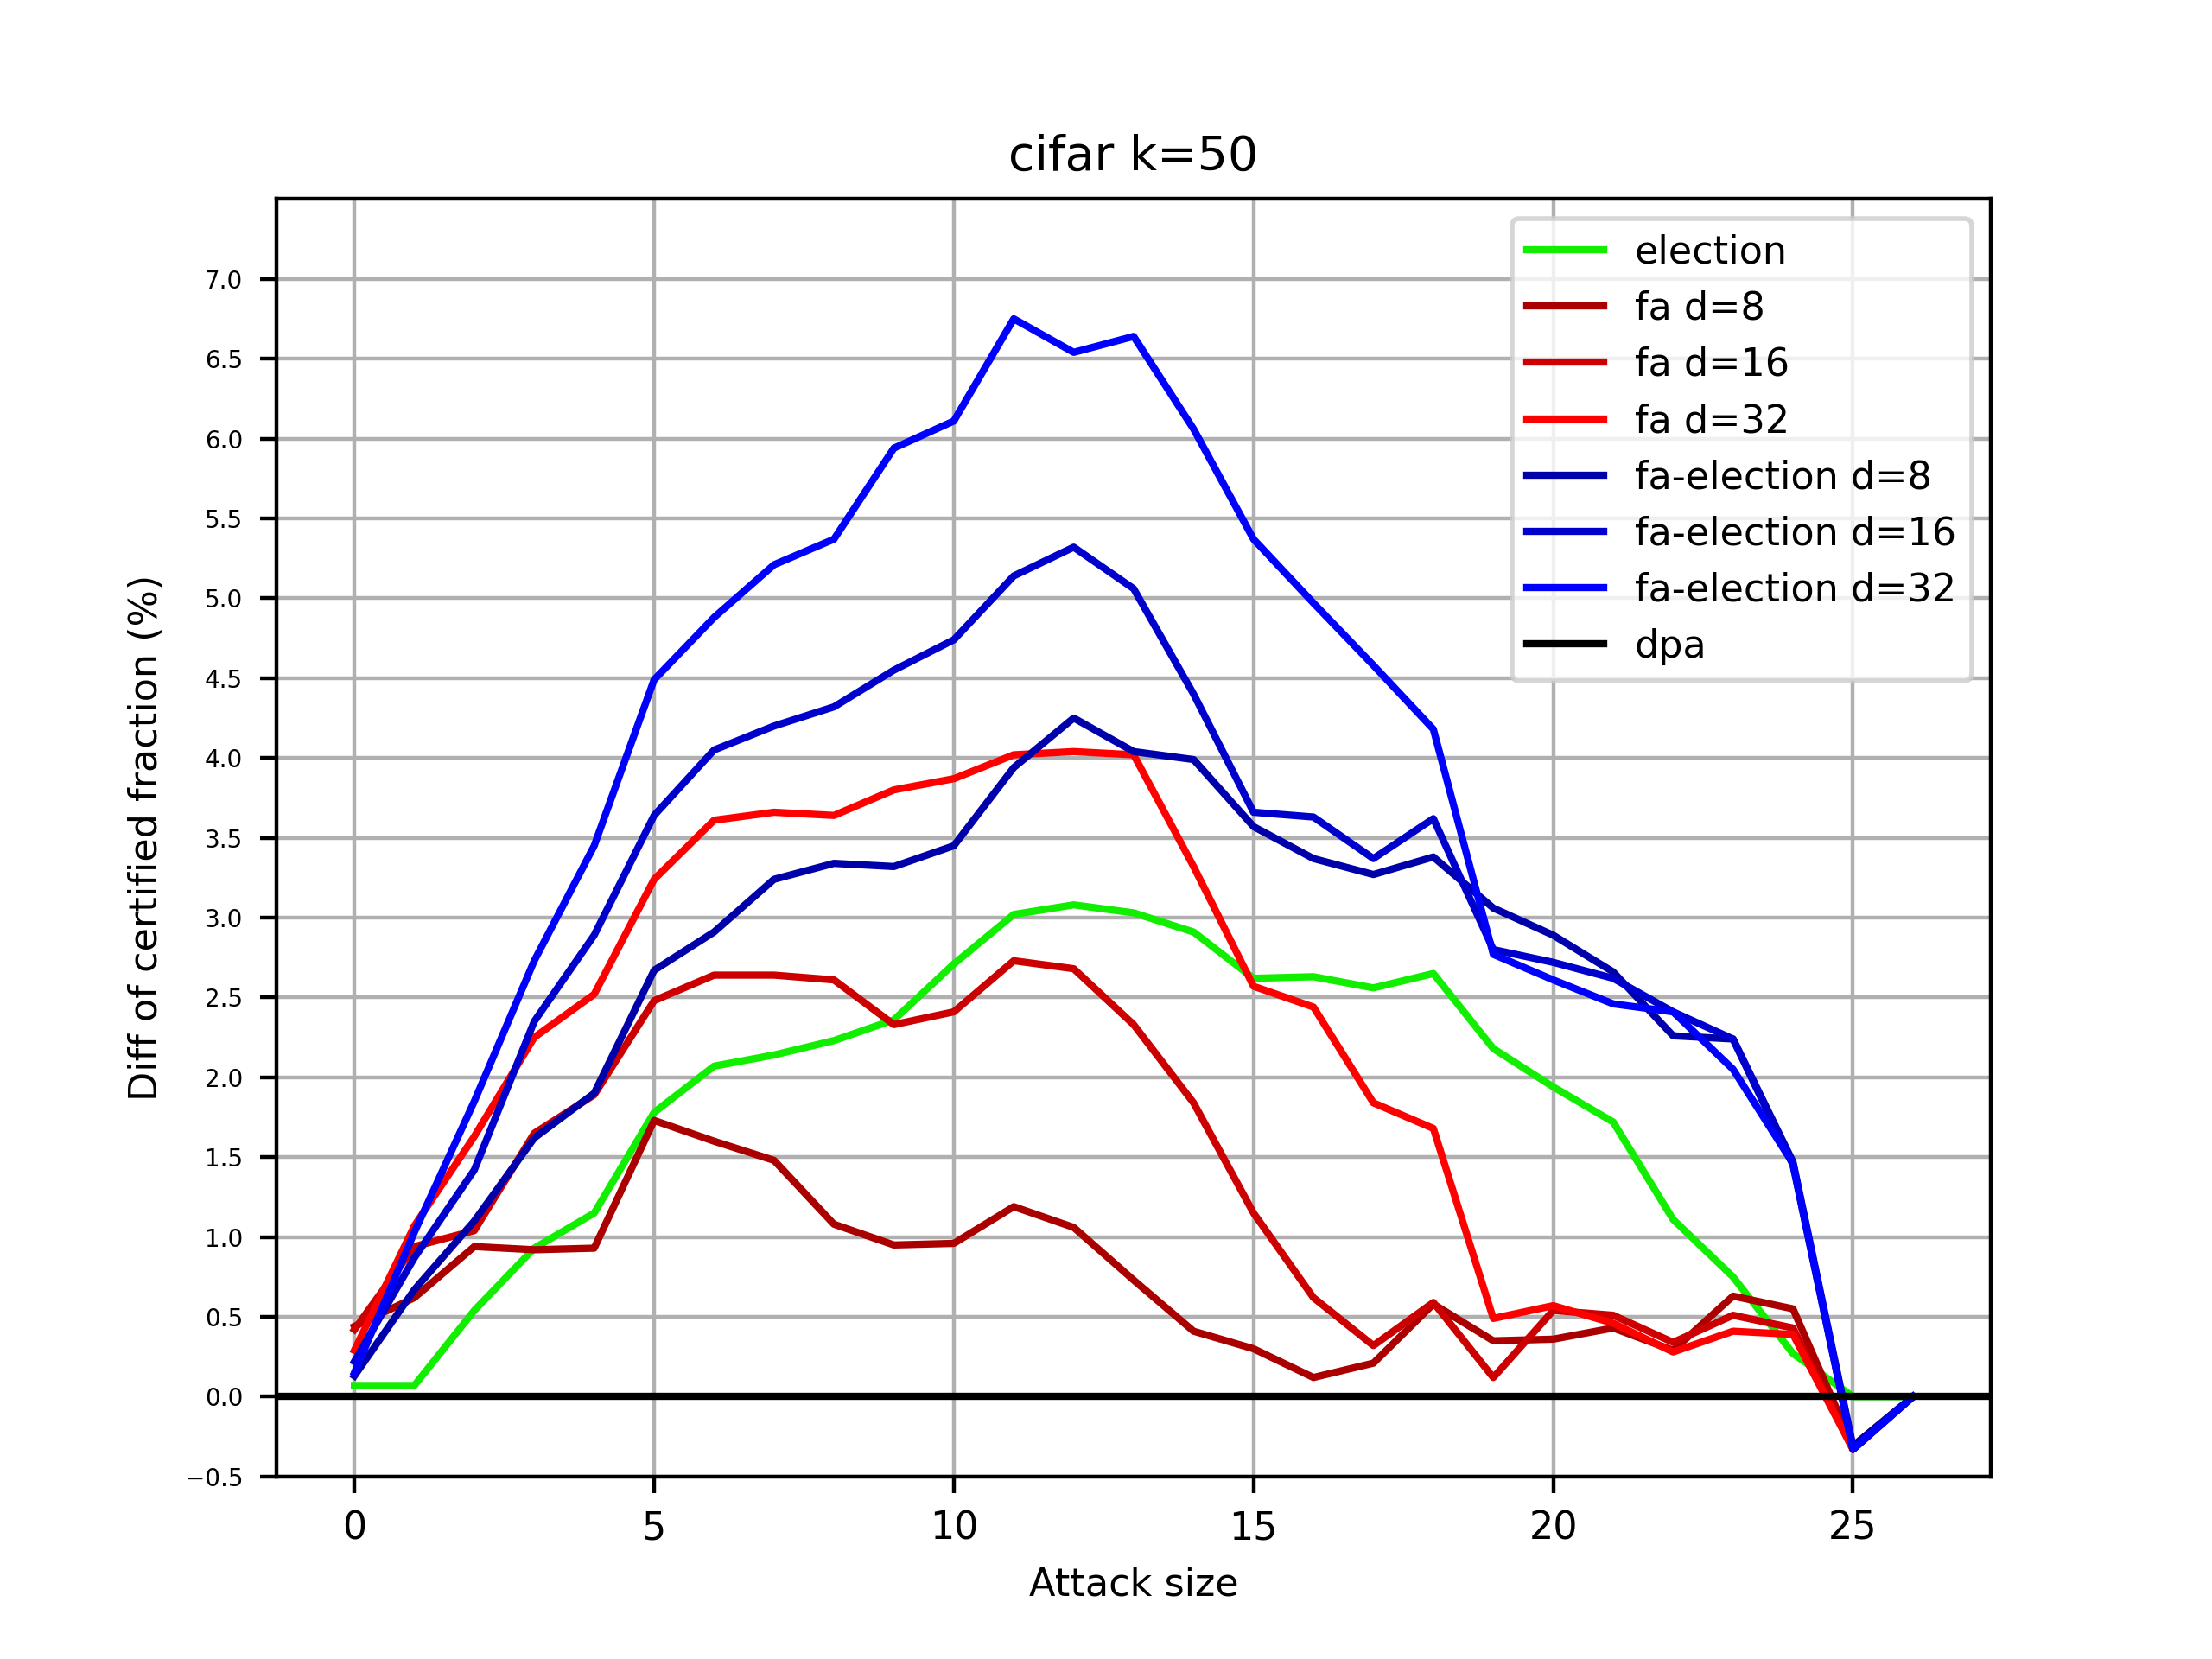 cifar k=50
election
fa d=8
fa d=16
fa d=32
fa-election d=8
fa-election d=16
fa-election d=32
dpa
7.0
6.5
6.0
5.5
5.0
4.5
4.0
3.5
3.0
2.5
2.0
1.5
1.0
0.5
0.0
−0.5
Diff of certified fraction (%)
0 5 10 15 20 25
Attack size